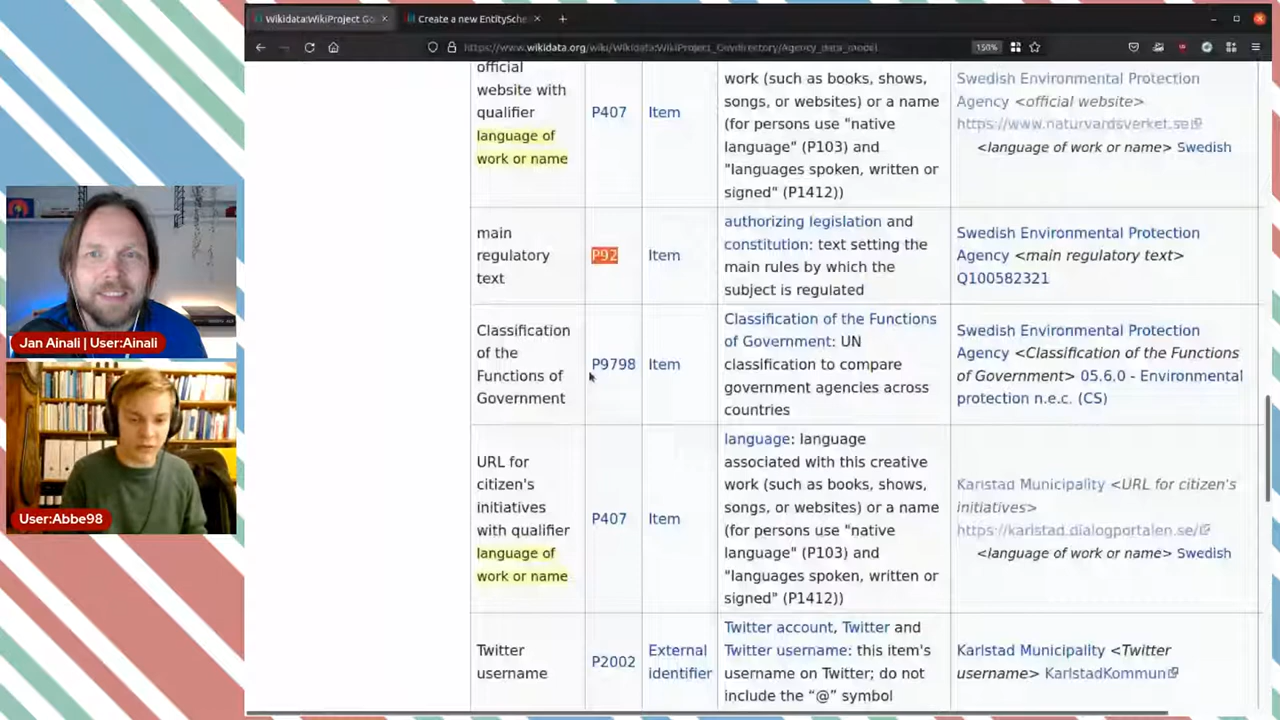 Wikidata:WikiProject Go
Create a new EntitySche
https://www.wikidata.org/wiki/Wikidata:WikiProject_Govdirectory/Agency_data_model
150%
official
website with
qualifier
language of
work or name
P407
Item
work (such as books, shows,
songs, or websites) or a name
(for persons use "native
language" (P103) and
"languages spoken, written or
signed" (P1412))
Swedish Environmental Protection
Agency <official website>
https://www.naturvardsverket.se/
<language of work or name> Swedish
main
regulatory
text
P92
Item
authorizing legislation and
constitution: text setting the
main rules by which the
subject is regulated
Swedish Environmental Protection
Agency <main regulatory text>
Q100582321
Classification
of the
Functions of
Government
P9798
Item
Classification of the Functions
of Government: UN
classification to compare
government agencies across
countries
Swedish Environmental Protection
Agency <Classification of the Functions
of Government> 05.6.0 - Environmental
protection n.e.c. (CS)
URL for
citizen's
initiatives
with qualifier
language of
work or name
P407
Item
language: language
associated with this creative
work (such as books, shows,
songs, or websites) or a name
(for persons use "native
language" (P103) and
"languages spoken, written or
signed" (P1412))
Karlstad Municipality <URL for citizen's
initiatives>
https://karlstad.dialogportalen.se/
<language of work or name> Swedish
Twitter
username
P2002
External
identifier
Twitter account, Twitter and
Twitter username: this item's
username on Twitter; do not
include the “@” symbol
Karlstad Municipality <Twitter
username> KarlstadKommun
Jan Ainali | User:Ainali
User:Abbe98